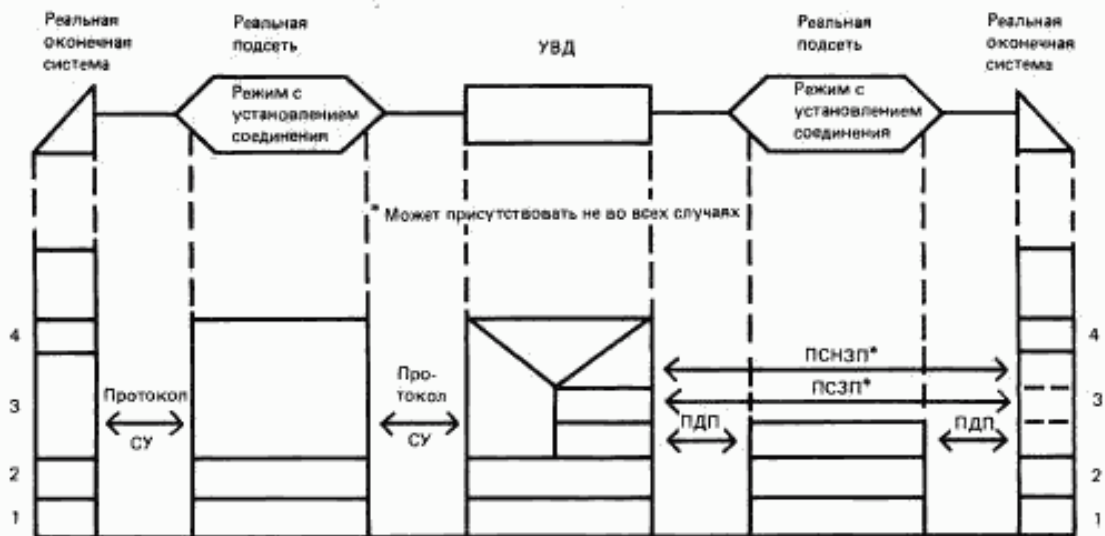 Реальная
оконечная
система
Реальная
подсеть
УВД
Реальная
подсеть
Реальная
оконечная
система
Режим с
установлением
соединения
Режим с
установлением
соединения
* Может присутствовать не во всех случаях
4
4
ПСНЗП*
Протокол
Про-
токол
ПСЗП*
3
3
СУ
СУ
ПДП
ПДП
2
2
1
1